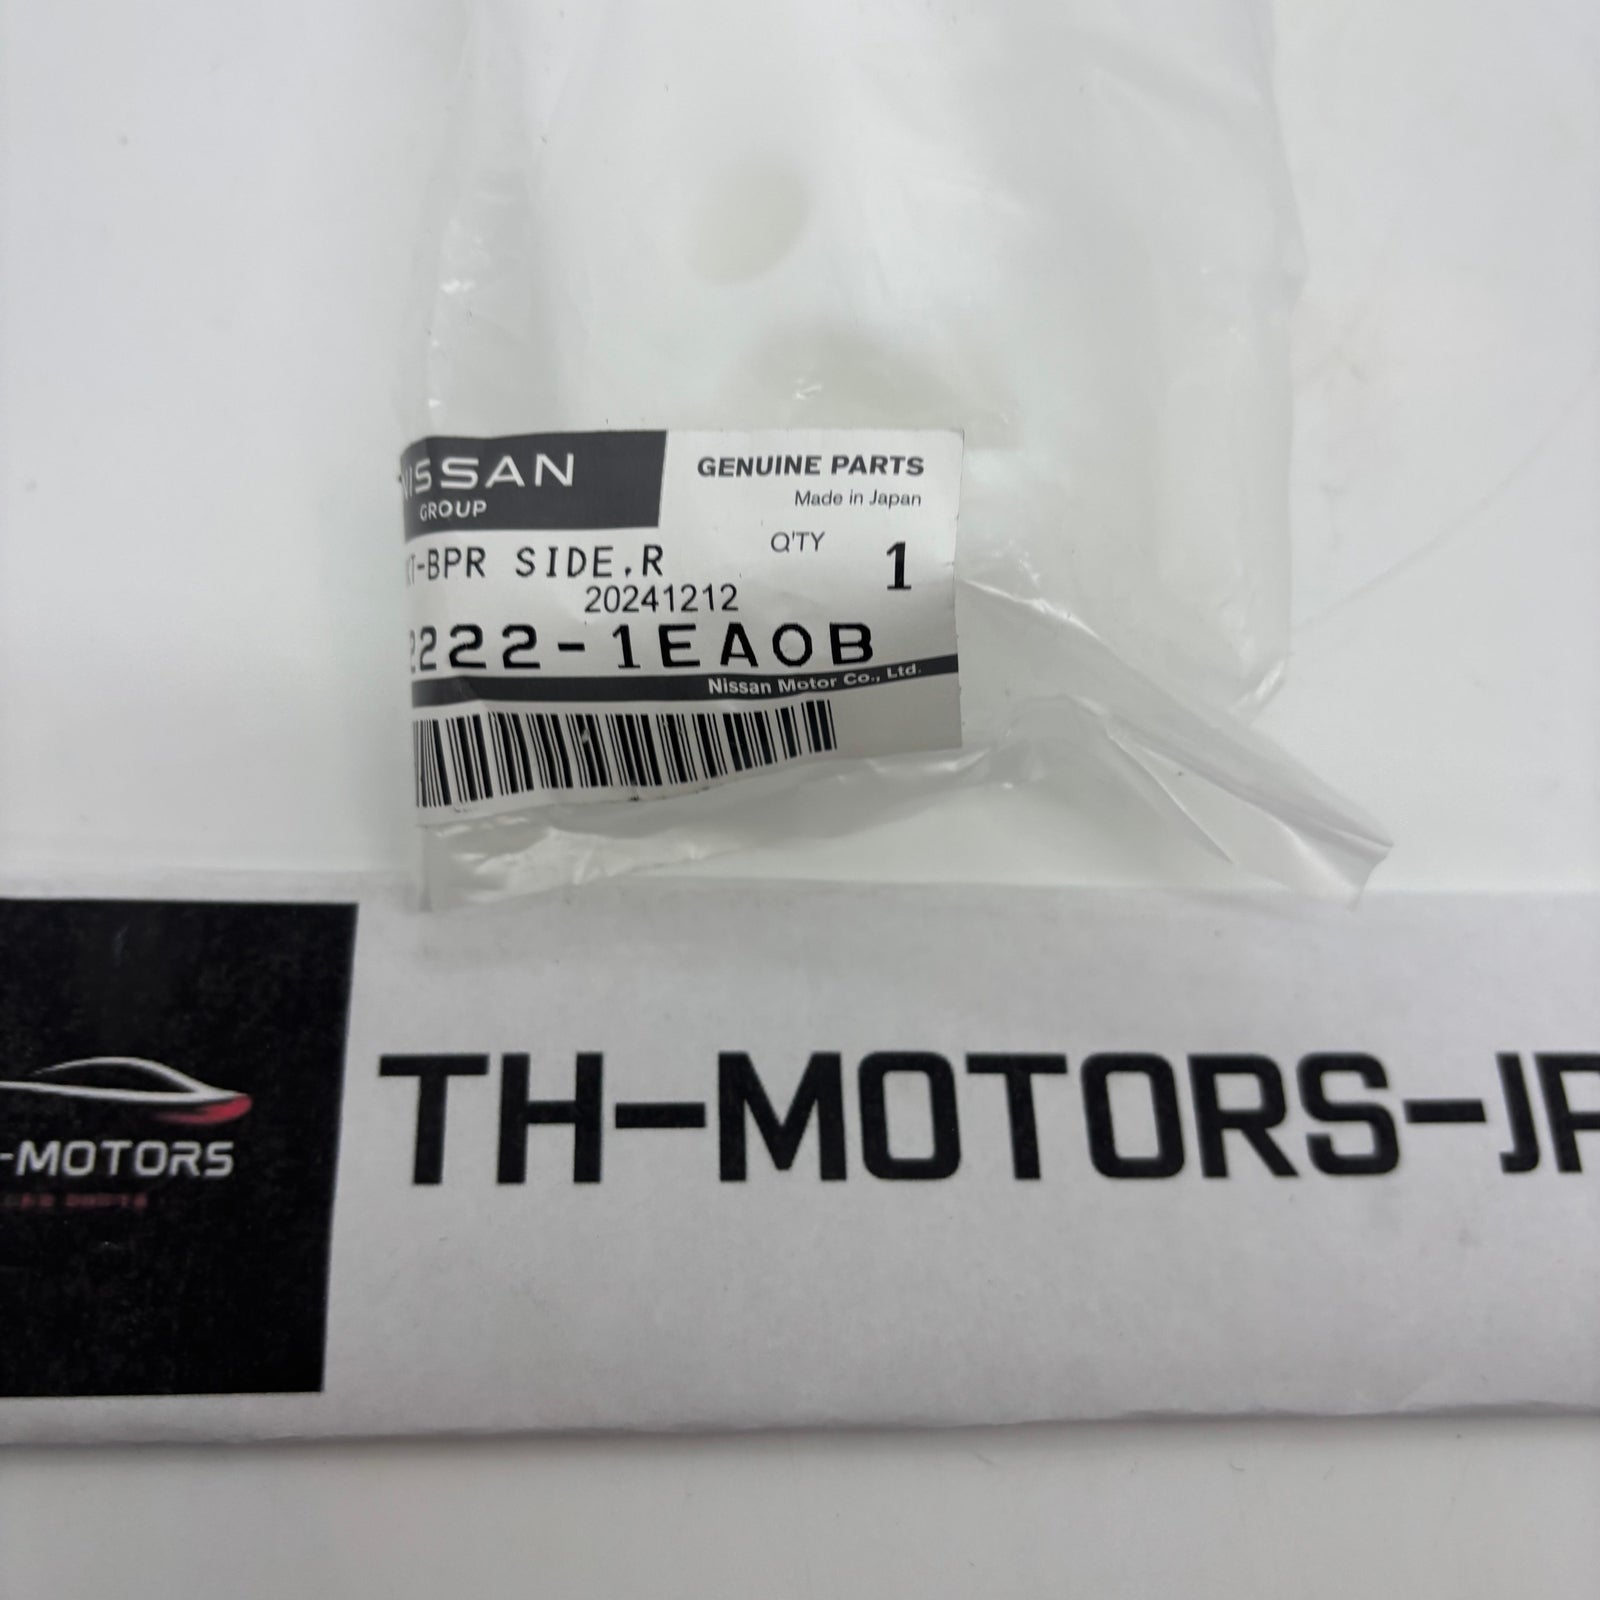 NISSAN
GROUP
GENUINE PARTS
Made in Japan
KT-BPR SIDE,R
Q'TY 1
20241212
2222-1EA0B
Nissan Motor Co., Ltd.
TH-MOTORS-JP
-MOTORS